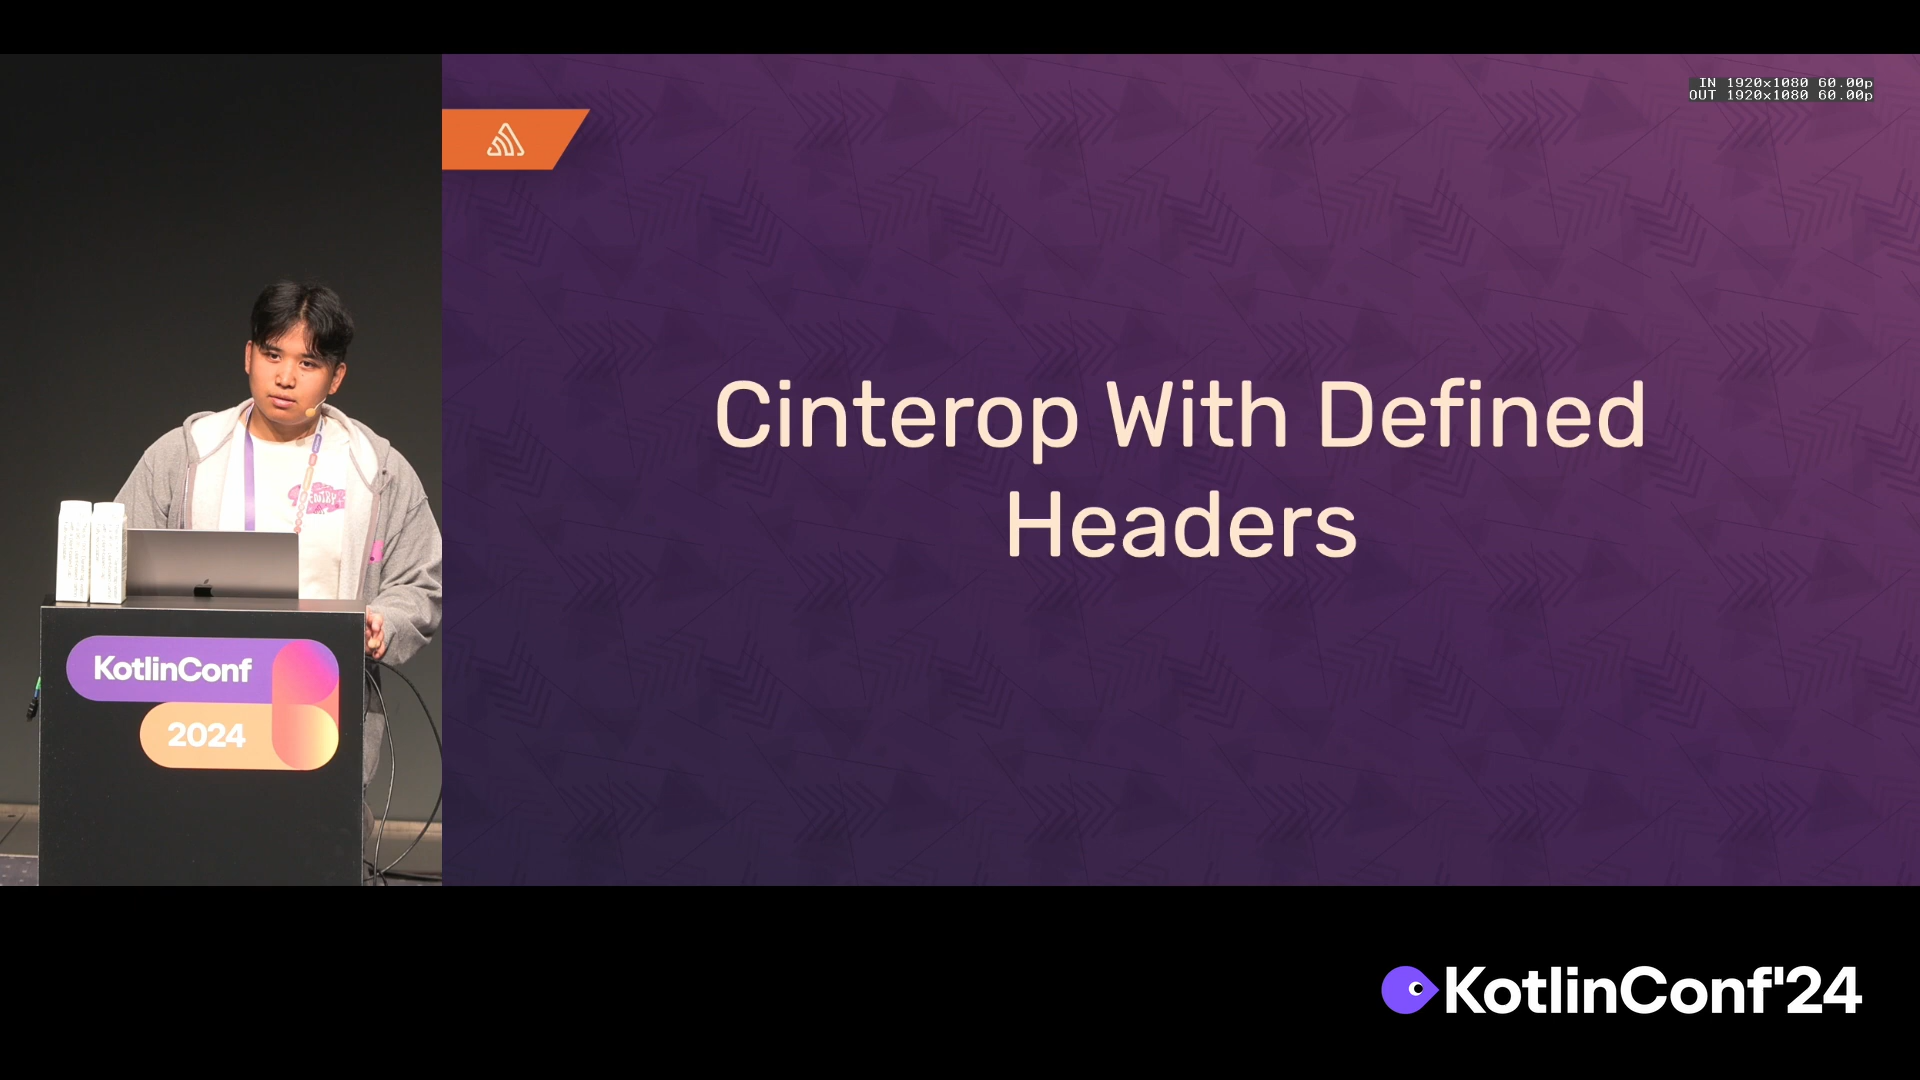 IN 1920x1080 60.00p
OUT 1920x1080 60.00p
Cinterop With Defined
Headers
KotlinConf
2024
KotlinConf'24